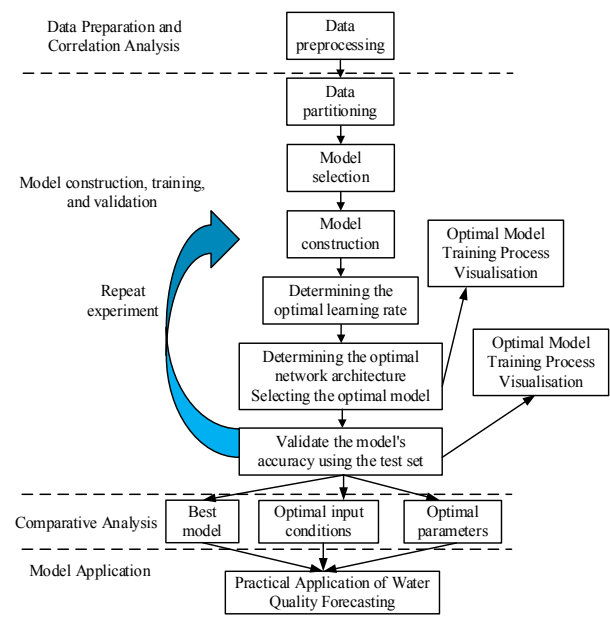 Data Preparation and
Correlation Analysis
Data
preprocessing
Data
partitioning
Model construction, training,
and validation
Model
selection
Model
construction
Optimal Model
Training Process
Visualisation
Repeat
experiment
Determining the
optimal learning rate
Optimal Model
Training Process
Visualisation
Determining the optimal
network architecture
Selecting the optimal model
Validate the model's
accuracy using the test set
Comparative Analysis
Best
model
Optimal input
conditions
Optimal
parameters
Model Application
Practical Application of Water
Quality Forecasting